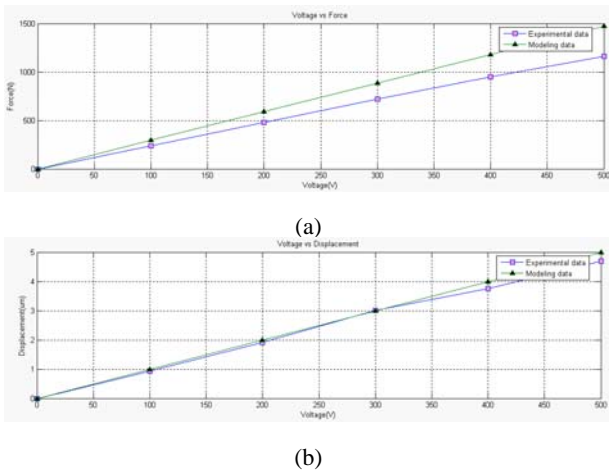 Voltage vs Force
Experimental data
Modeling data
1500
1000
500
0
Force(N)
0 50 100 150 200 250 300 350 400 450 500
Voltage(V)
(a)
Voltage vs Displacement
Experimental data
Modeling data
5
4
3
2
1
0
Displacement(um)
0 50 100 150 200 250 300 350 400 450 500
Voltage(V)
(b)